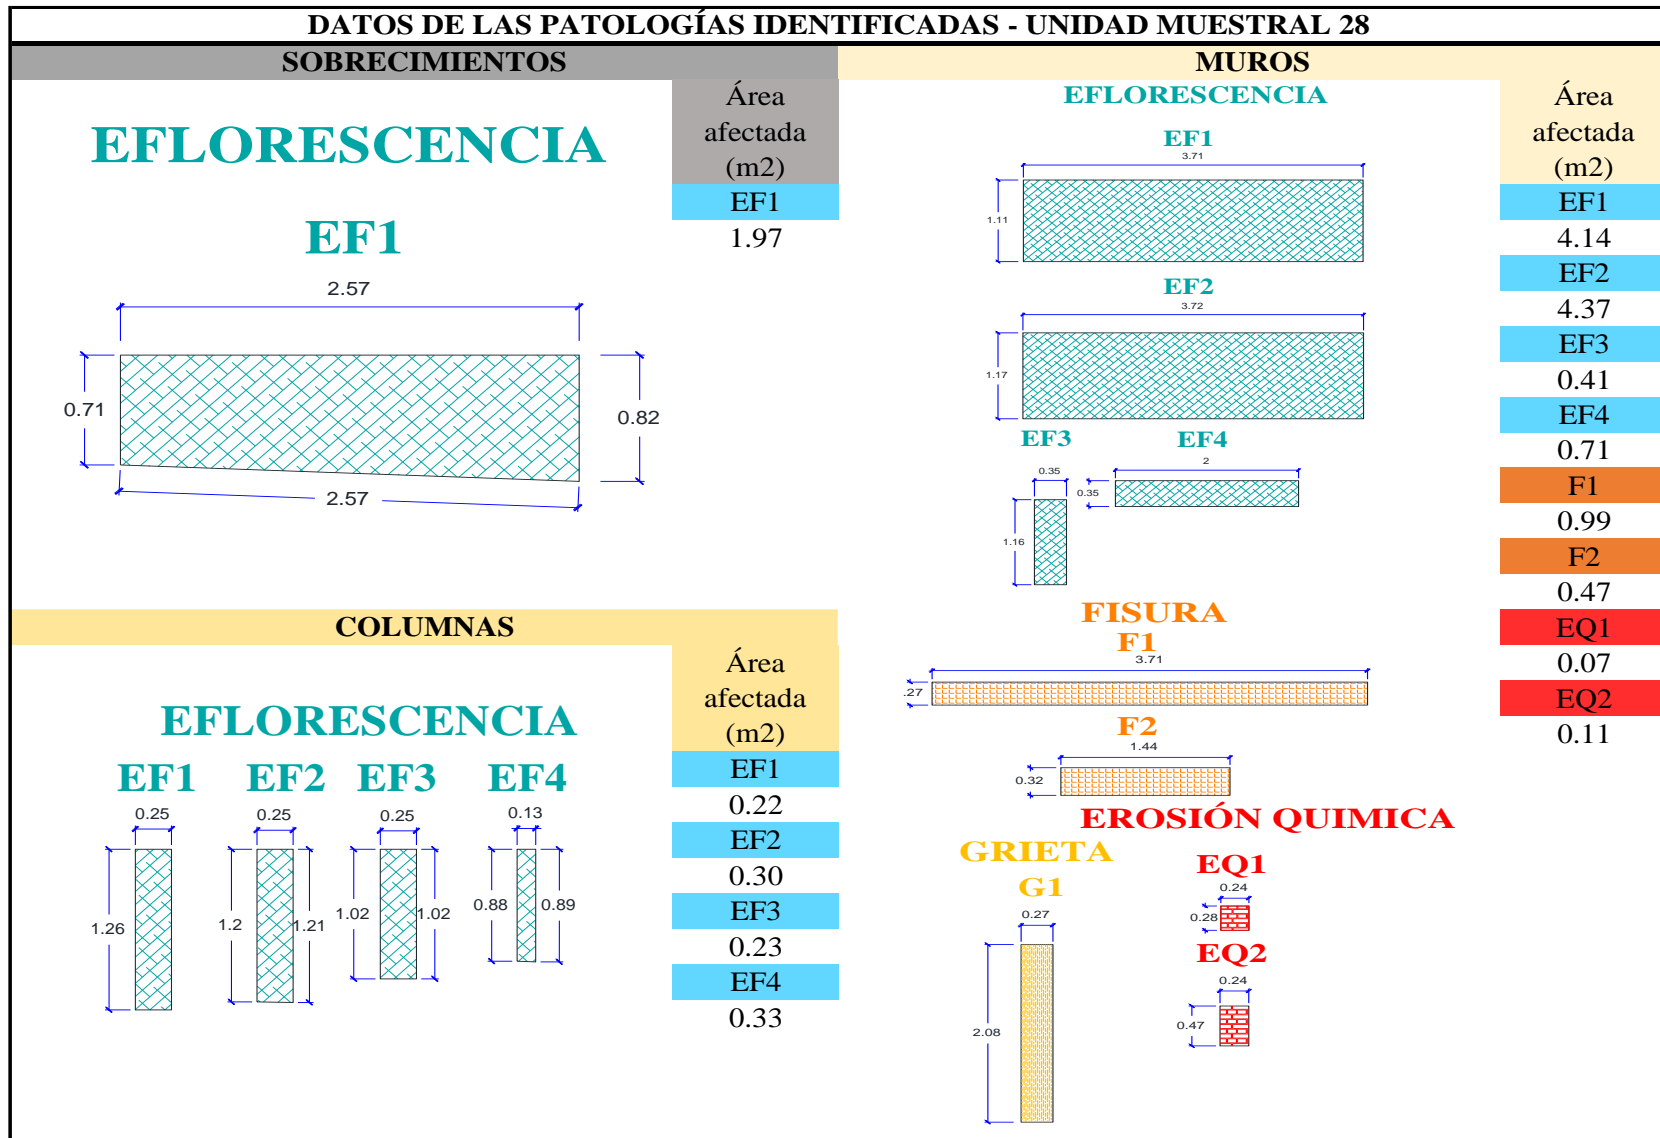 DATOS DE LAS PATOLOGÍAS IDENTIFICADAS - UNIDAD MUESTRAL 28
SOBRECIMIENTOS
EFLORESCENCIA
EF1
2.57
0.71
0.82
2.57
Área
afectada
(m2)
EF1
1.97
COLUMNAS
EFLORESCENCIA
EF1 EF2 EF3 EF4
0.25 0.25 0.25 0.13
1.26 1.2 1.21 1.02 1.02 0.88 0.89
Área
afectada
(m2)
EF1
0.22
EF2
0.30
EF3
0.23
EF4
0.33
MUROS
EFLORESCENCIA
EF1
3.71
1.11
EF2
3.72
1.17
EF3 EF4
0.35 2
0.35
1.16
FISURA
F1
3.71
.27
F2
1.44
0.32
EROSIÓN QUIMICA
GRIETA
G1
0.27
2.08
EQ1
0.24
0.28
EQ2
0.24
0.47
Área
afectada
(m2)
EF1
4.14
EF2
4.37
EF3
0.41
EF4
0.71
F1
0.99
F2
0.47
EQ1
0.07
EQ2
0.11